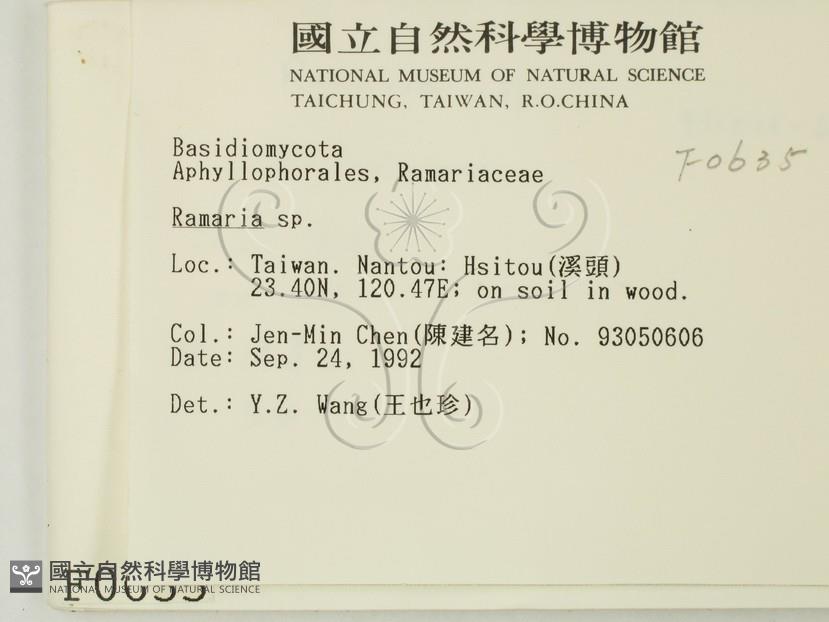 國立自然科學博物館
NATIONAL MUSEUM OF NATURAL SCIENCE
TAICHUNG, TAIWAN, R.O.CHINA
F0635
Basidiomycota
Aphyllophorales, Ramariaceae
Ramaria sp.
Loc.: Taiwan. Nantou: Hsitou(溪頭)
23.40N, 120.47E; on soil in wood.
Col.: Jen-Min Chen(陳建名); No. 93050606
Date: Sep. 24, 1992
Det.: Y.Z. Wang(王也珍)
國立自然科學博物館
NATIONAL MUSEUM OF NATURAL SCIENCE